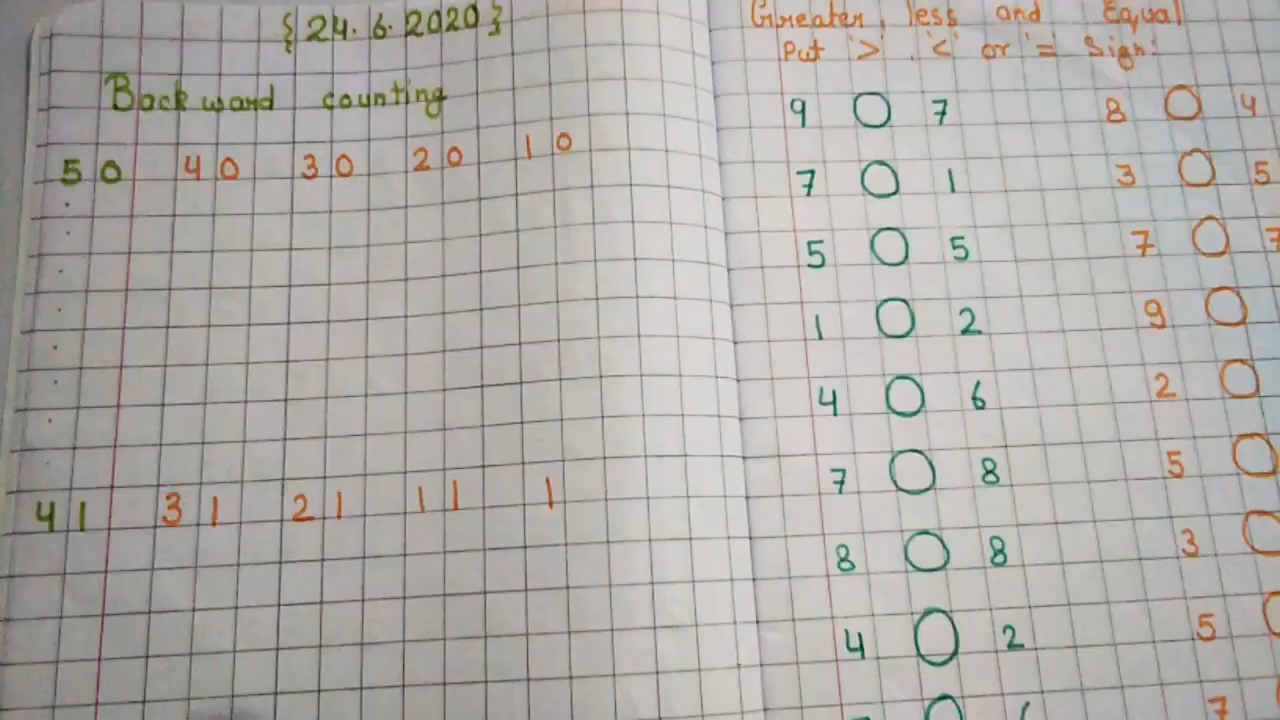 {24.6.2020}
Backward counting
50 40 30 20 10
41 31 21 11 1
Greater, less and Equal
Put '>' '<' or '=' Sign:
9 ○ 7 8 ○ 4
7 ○ 1 3 ○ 5
5 ○ 5 7 ○ 7
1 ○ 2 9 ○
4 ○ 6 2 ○
7 ○ 8 5 ○
8 ○ 8 3 ○
4 ○ 2 5 ○
7